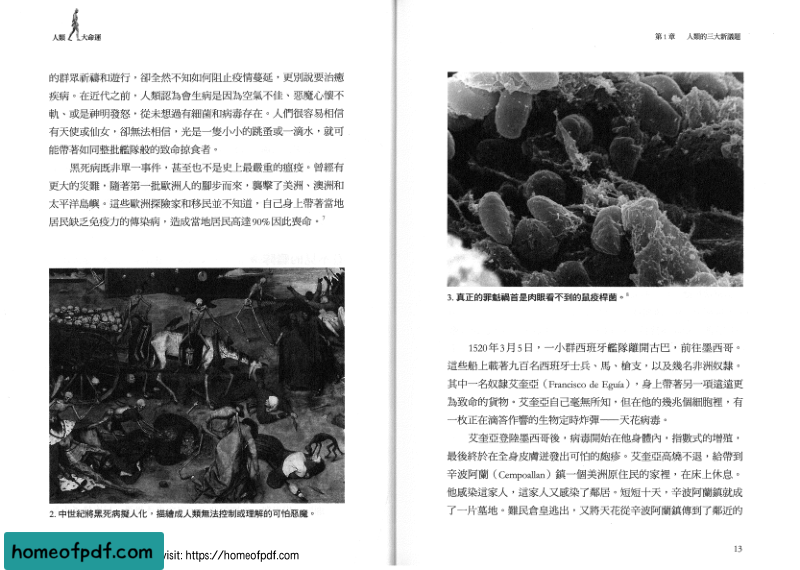 人類大命運
的群眾祈禱和遊行，卻全然不知如何阻止疫情蔓延，更別說要治癒
疾病。在近代之前，人類認為會生病是因為空氣不佳、惡魔心懷不
軌、或是神明發怒，從未想過有細菌和病毒存在。人們很容易相信
有天使或仙女，卻無法相信，光是一隻小小的跳蚤或一滴水，就可
能帶著如同整批艦隊般的致命掠食者。
黑死病既非單一事件，甚至也不是史上最嚴重的瘟疫。曾經有
更大的災難，隨著第一批歐洲人的腳步而來，襲擊了美洲、澳洲和
太平洋島嶼。這些歐洲探險家和移民並不知道，自己身上帶著當地
居民缺乏免疫力的傳染病，造成當地居民高達90%因此喪命。7
2. 中世紀將黑死病擬人化，描繪成人類無法控制或理解的可怕惡魔。
homeofpdf.com
visit: https://homeofpdf.com
第1章 人類的三大新議題
3. 真正的罪魁禍首是肉眼看不到的鼠疫桿菌。8
1520年3月5日，一小群西班牙艦隊離開古巴，前往墨西哥。
這些船上載著九百名西班牙士兵、馬、槍支，以及幾名非洲奴隸。
其中一名奴隸艾奎亞（Francisco de Eguía），身上帶著另一項遠遠更
為致命的貨物。艾奎亞自己毫無所知，但在他的幾兆個細胞裡，有
一枚正在滴答作響的生物定時炸彈——天花病毒。
艾奎亞登陸墨西哥後，病毒開始在他身體內，指數式的增殖，
最後終於在全身皮膚迸發出可怕的皰疹。艾奎亞高燒不退，給帶到
辛波阿蘭（Cempoallan）鎮一個美洲原住民的家裡，在床上休息。
他感染這家人，這家人又感染了鄰居。短短十天，辛波阿蘭鎮就成
了一片墓地。難民倉皇逃出，又將天花從辛波阿蘭鎮傳到了鄰近的
13